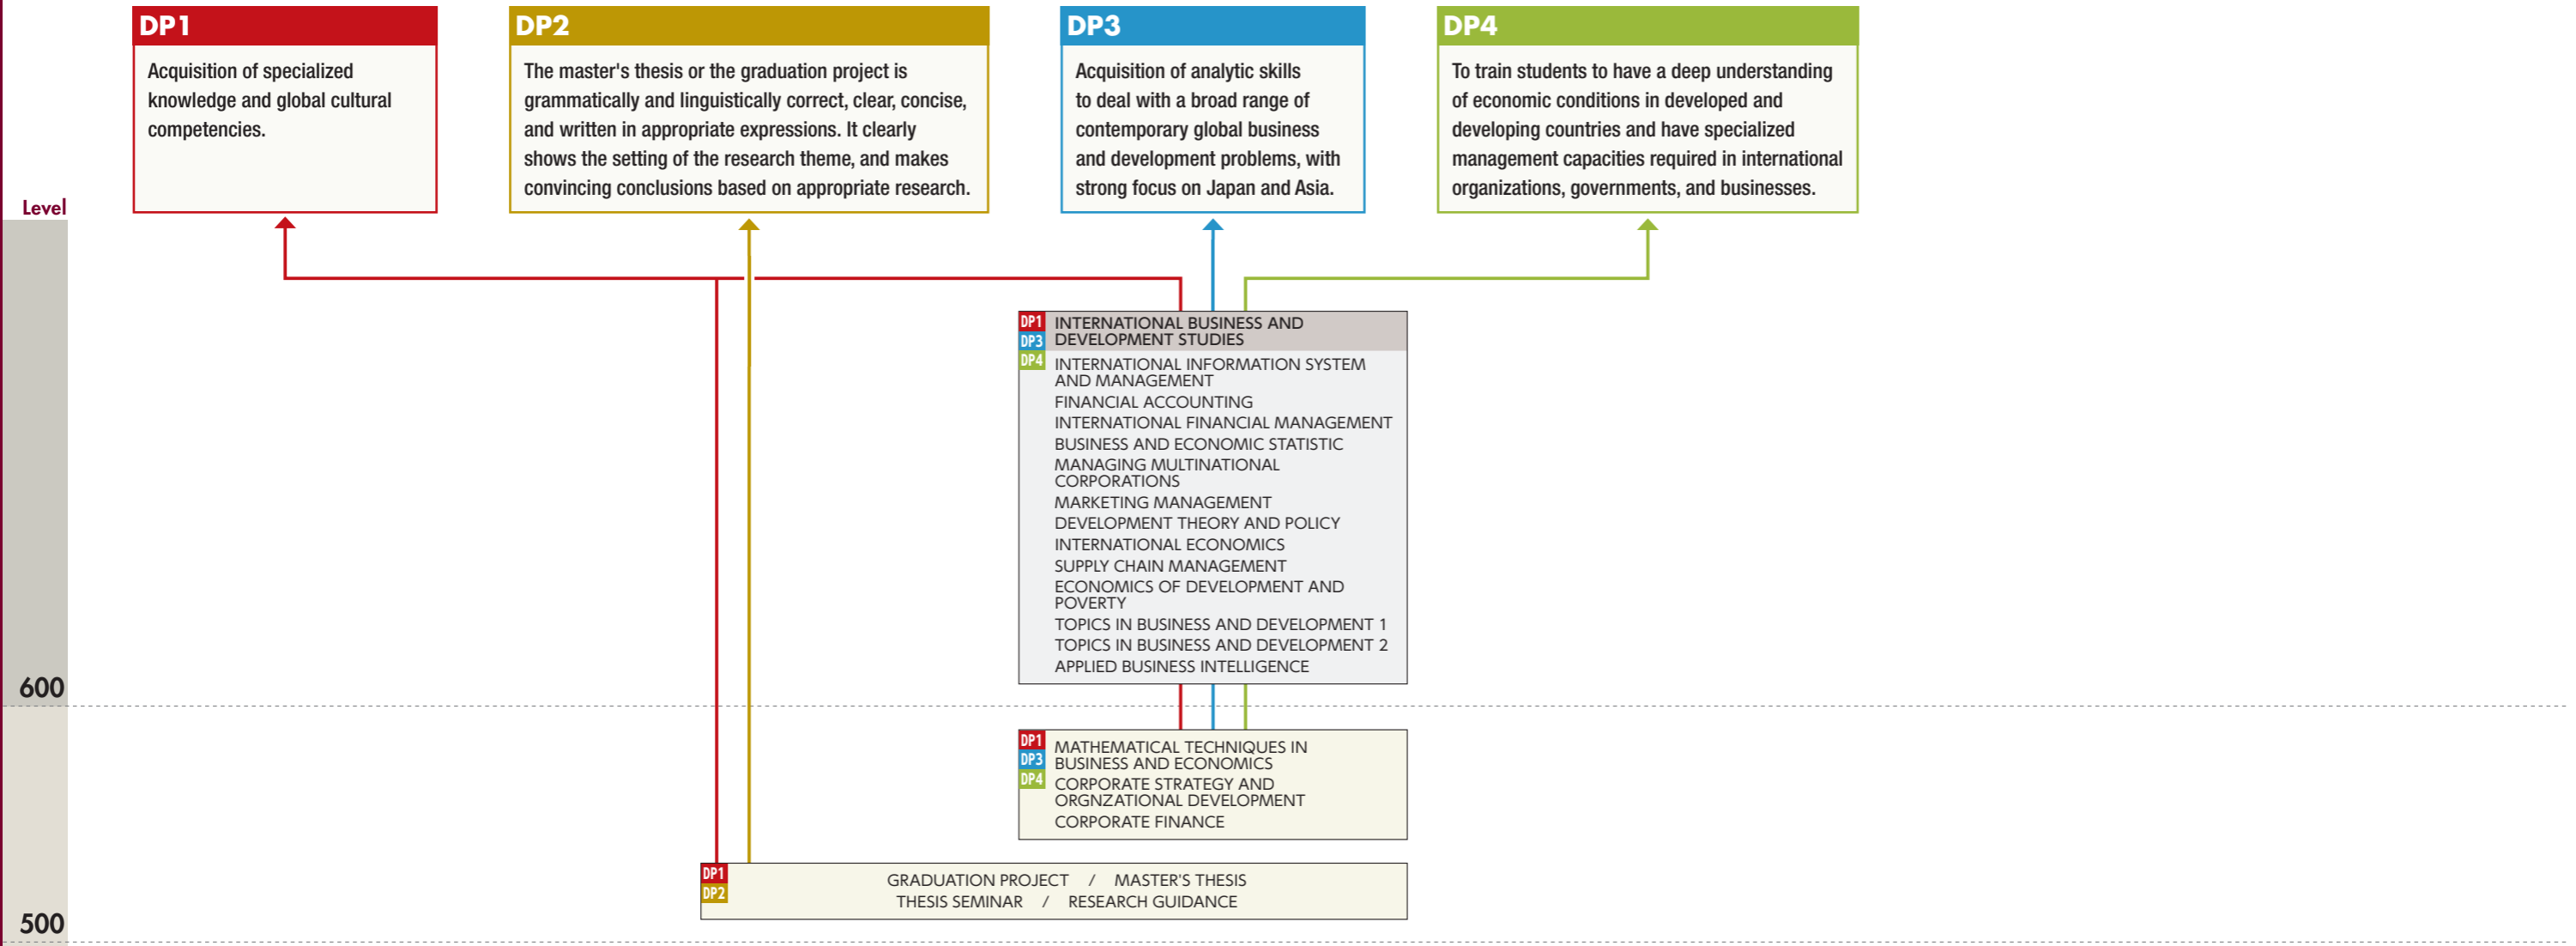 DP1
Acquisition of specialized
knowledge and global cultural
competencies.
DP2
The master's thesis or the graduation project is
grammatically and linguistically correct, clear, concise,
and written in appropriate expressions. It clearly
shows the setting of the research theme, and makes
convincing conclusions based on appropriate research.
DP3
Acquisition of analytic skills
to deal with a broad range of
contemporary global business
and development problems, with
strong focus on Japan and Asia.
DP4
To train students to have a deep understanding
of economic conditions in developed and
developing countries and have specialized
management capacities required in international
organizations, governments, and businesses.
Level
DP1
DP3
DP4
INTERNATIONAL BUSINESS AND
DEVELOPMENT STUDIES
INTERNATIONAL INFORMATION SYSTEM
AND MANAGEMENT
FINANCIAL ACCOUNTING
INTERNATIONAL FINANCIAL MANAGEMENT
BUSINESS AND ECONOMIC STATISTIC
MANAGING MULTINATIONAL
CORPORATIONS
MARKETING MANAGEMENT
DEVELOPMENT THEORY AND POLICY
INTERNATIONAL ECONOMICS
SUPPLY CHAIN MANAGEMENT
ECONOMICS OF DEVELOPMENT AND
POVERTY
TOPICS IN BUSINESS AND DEVELOPMENT 1
TOPICS IN BUSINESS AND DEVELOPMENT 2
APPLIED BUSINESS INTELLIGENCE
600
DP1
DP3
DP4
MATHEMATICAL TECHNIQUES IN
BUSINESS AND ECONOMICS
CORPORATE STRATEGY AND
ORGNZATIONAL DEVELOPMENT
CORPORATE FINANCE
DP1
DP2
GRADUATION PROJECT / MASTER'S THESIS
THESIS SEMINAR / RESEARCH GUIDANCE
500